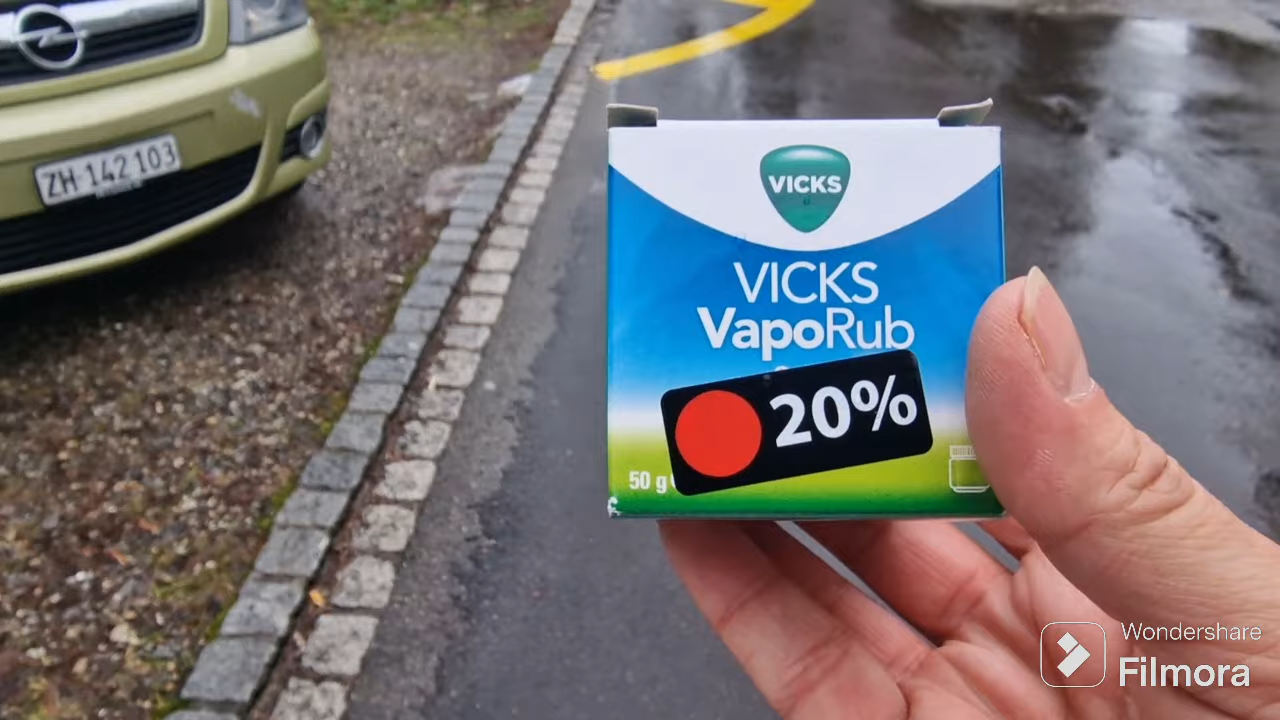 ZH 142 103
VICKS
VICKS
VapoRub
20%
50 g
Wondershare
Filmora